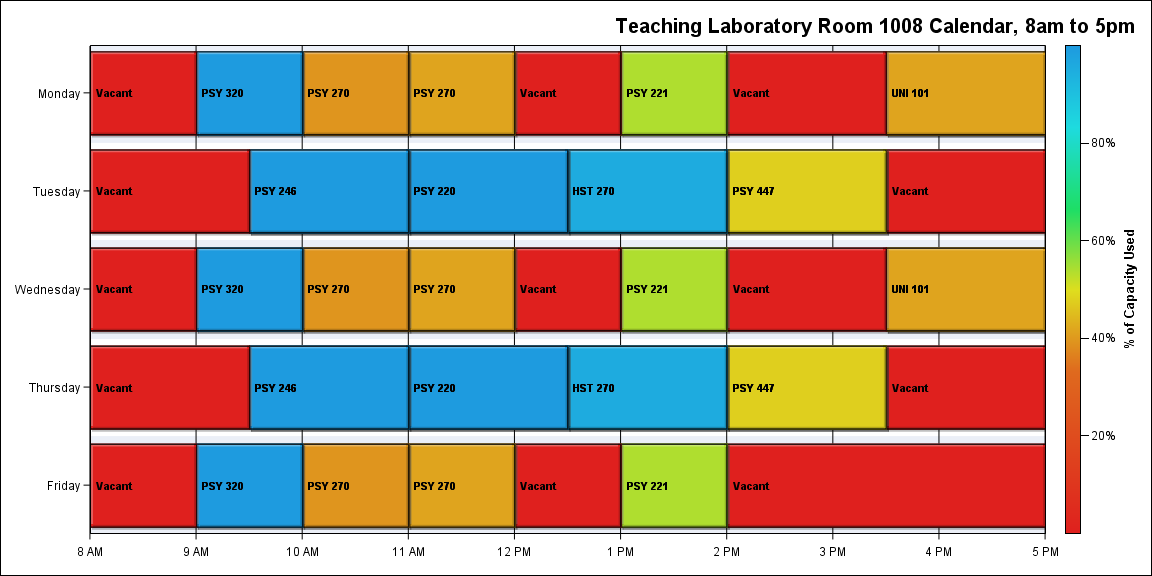 Teaching Laboratory Room 1008 Calendar, 8am to 5pm
Monday
Vacant
PSY 320
PSY 270
PSY 270
Vacant
PSY 221
Vacant
UNI 101
Tuesday
Vacant
PSY 246
PSY 220
HST 270
PSY 447
Vacant
Wednesday
Vacant
PSY 320
PSY 270
PSY 270
Vacant
PSY 221
Vacant
UNI 101
Thursday
Vacant
PSY 246
PSY 220
HST 270
PSY 447
Vacant
Friday
Vacant
PSY 320
PSY 270
PSY 270
Vacant
PSY 221
Vacant
8 AM
9 AM
10 AM
11 AM
12 PM
1 PM
2 PM
3 PM
4 PM
5 PM
80%
60%
40%
20%
% of Capacity Used